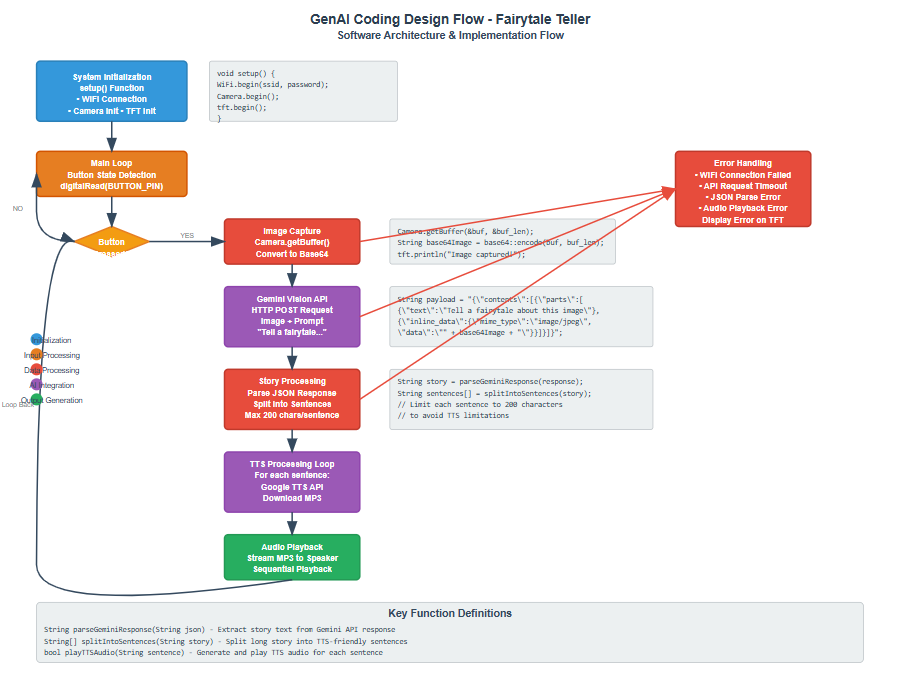 GenAI Coding Design Flow - Fairytale Teller
Software Architecture & Implementation Flow
System Initialization
setup() Function
• WiFi Connection
• Camera Init • TFT Init
void setup() {
WiFi.begin(ssid, password);
Camera.begin();
tft.begin();
}
Main Loop
Button State Detection
digitalRead(BUTTON_PIN)
Error Handling
• WiFi Connection Failed
• API Request Timeout
• JSON Parse Error
• Audio Playback Error
Display Error on TFT
NO
Button
YES
Image Capture
Camera.getBuffer()
Convert to Base64
Camera.getBuffer(&buf, &buf_len);
String base64Image = base64::encode(buf, buf_len);
tft.println("Image captured!");
Gemini Vision API
HTTP POST Request
Image + Prompt
"Tell a fairytale..."
String payload = "{\"contents\":[{\"parts\":[
{\"text\":\"Tell a fairytale about this image\"},
{\"inline_data\":{\"mime_type\":\"image/jpeg\",
\"data\":\"" + base64Image + "\"}}]}]}";
Initialization
Input Processing
Data Processing
AI Integration
Output Generation
Loop Back
Story Processing
Parse JSON Response
Split into Sentences
Max 200 chars/sentence
String story = parseGeminiResponse(response);
String sentences[] = splitIntoSentences(story);
// Limit each sentence to 200 characters
// to avoid TTS limitations
TTS Processing Loop
For each sentence:
Google TTS API
Download MP3
Audio Playback
Stream MP3 to Speaker
Sequential Playback
Key Function Definitions
String parseGeminiResponse(String json) - Extract story text from Gemini API response
String[] splitIntoSentences(String story) - Split long story into TTS-friendly sentences
bool playTTSAudio(String sentence) - Generate and play TTS audio for each sentence